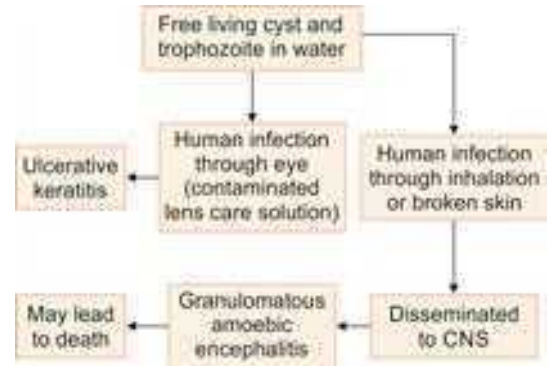 Free living cyst and
trophozoite in water
Human infection
through eye
(contaminated
lens care solution)
Ulcerative
keratitis
Human infection
through inhalation
or broken skin
Disseminated
to CNS
Granulomatous
amoebic
encephalitis
May lead
to death